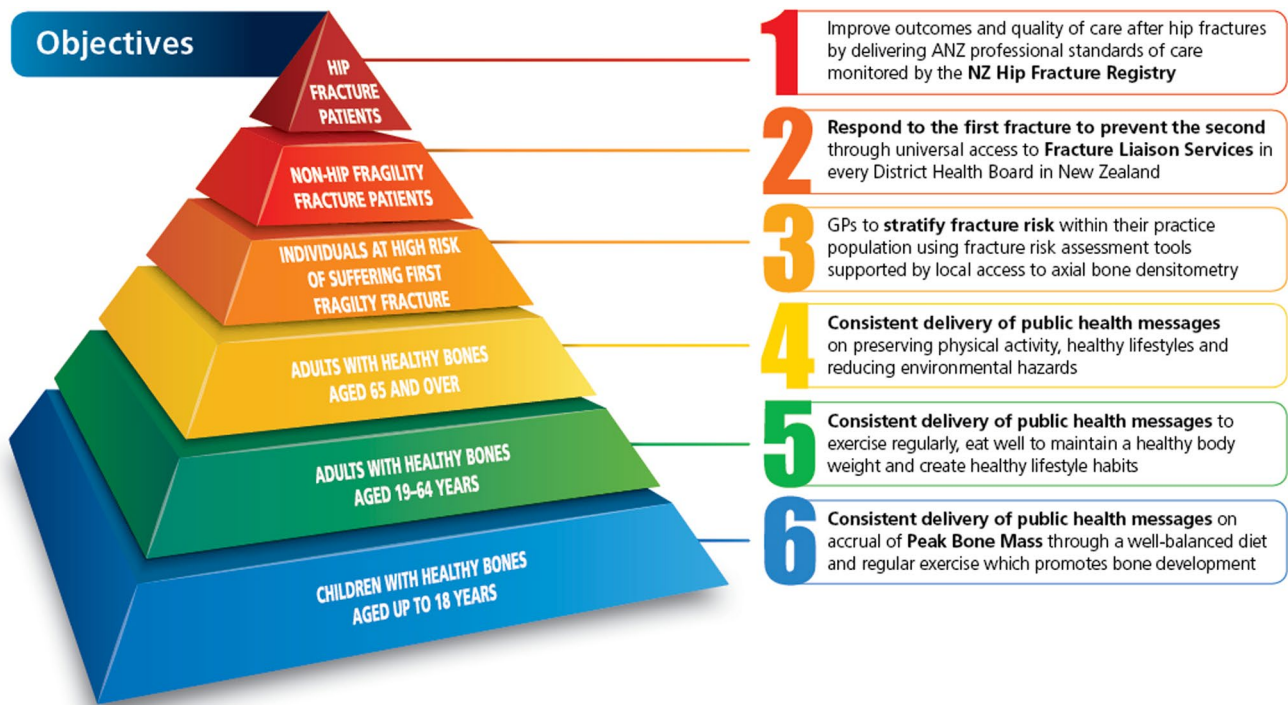 Objectives
HIP
FRACTURE
PATIENTS
1
Improve outcomes and quality of care after hip fractures
by delivering ANZ professional standards of care
monitored by the NZ Hip Fracture Registry
NON-HIP FRAGILITY
FRACTURE PATIENTS
2
Respond to the first fracture to prevent the second
through universal access to Fracture Liaison Services in
every District Health Board in New Zealand
INDIVIDUALS AT HIGH RISK
OF SUFFERING FIRST
FRAGILTY FRACTURE
3
GPs to stratify fracture risk within their practice
population using fracture risk assessment tools
supported by local access to axial bone densitometry
ADULTS WITH HEALTHY BONES
AGED 65 AND OVER
4
Consistent delivery of public health messages
on preserving physical activity, healthy lifestyles and
reducing environmental hazards
ADULTS WITH HEALTHY BONES
AGED 19–64 YEARS
5
Consistent delivery of public health messages to
exercise regularly, eat well to maintain a healthy body
weight and create healthy lifestyle habits
CHILDREN WITH HEALTHY BONES
AGED UP TO 18 YEARS
6
Consistent delivery of public health messages on
accrual of Peak Bone Mass through a well-balanced diet
and regular exercise which promotes bone development